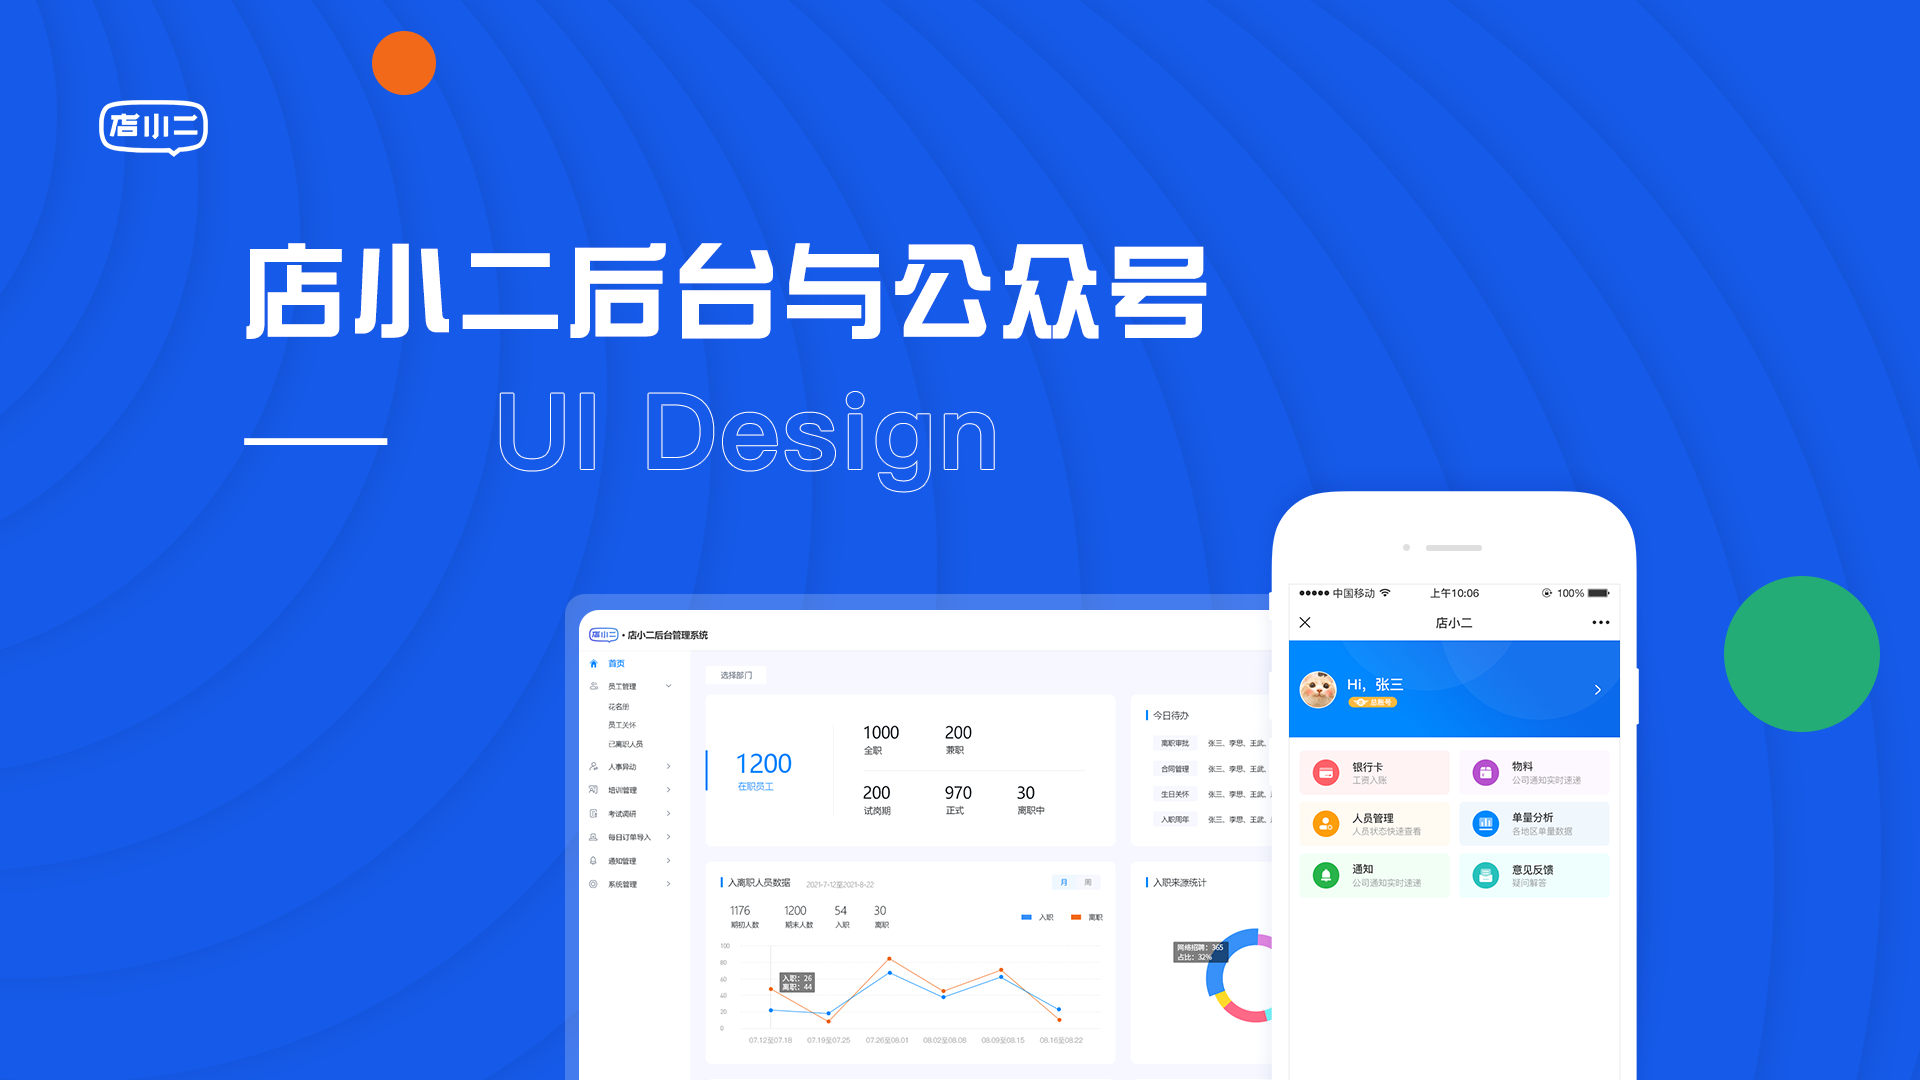 店小二
店小二后台与公众号
UI Design
店小二 · 店小二后台管理系统
首页
员工管理
花名册
员工关怀
已离职人员
人事异动
培训管理
考试调研
每日订单导入
通知管理
系统管理
选择部门
1200
在职员工
1000
全职
200
兼职
200
试岗期
970
正式
30
离职中
今日待办
离职审批 张三、李思、王武、
合同管理 张三、李思、王武、
生日关怀 张三、李思、王武、
入职周年 张三、李思、王武、
入离职人员数据 2021-7-12至2021-8-22
月 周
1176
期初人数
1200
期末人数
54
入职
30
离职
入职 离职
100
80
60
40
20
0
入职：26
离职：44
07.12至07.18 07.19至07.25 07.26至08.01 08.02至08.08 08.09至08.15 08.16至08.22
入职来源统计
网络招聘：365
占比：32%
中国移动 上午10:06 100%
店小二
Hi，张三
总账号
银行卡
工资入账
物料
公司通知实时速递
人员管理
人员状态快速查看
单量分析
各地区单量数据
通知
公司通知实时速递
意见反馈
疑问解答